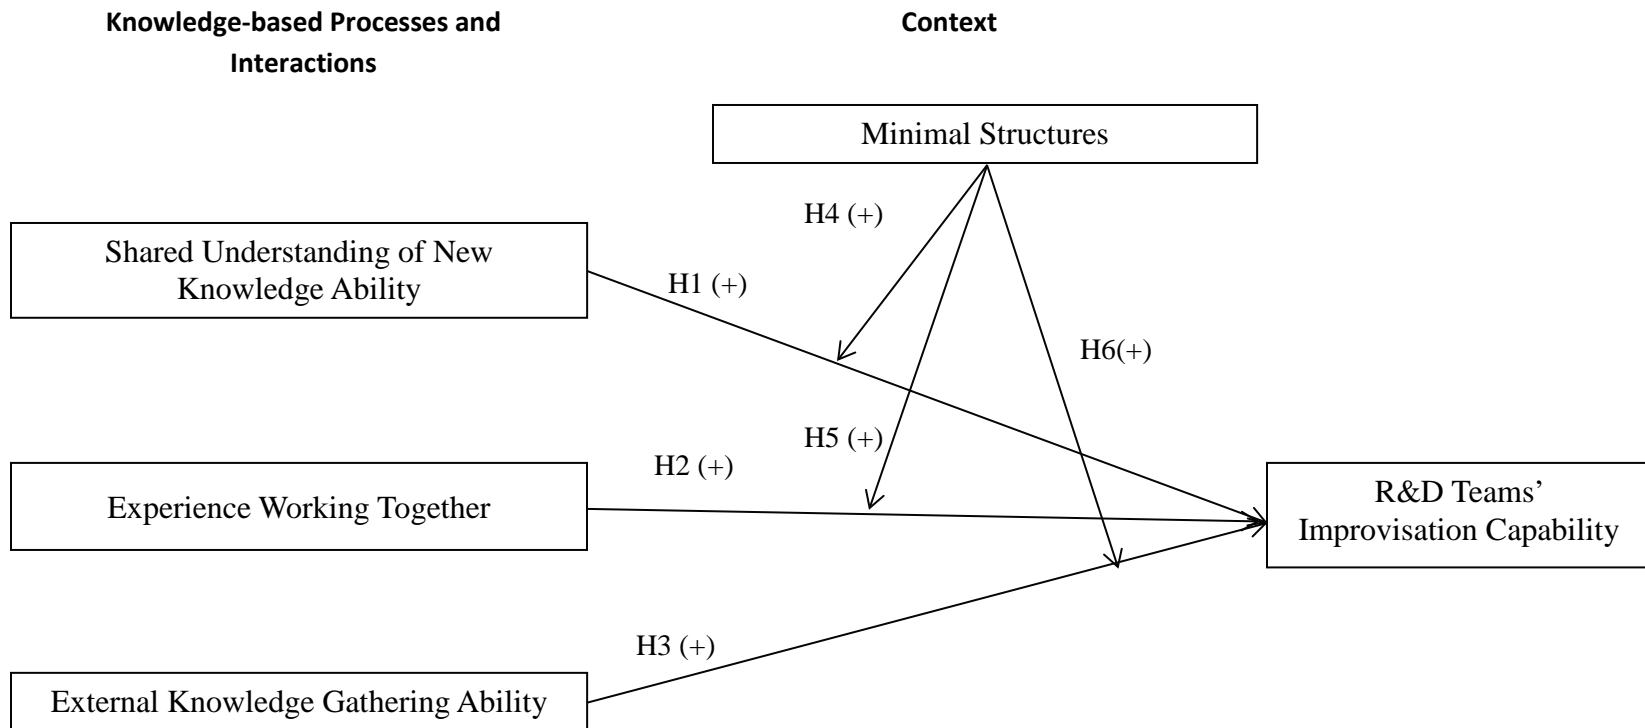 Knowledge-based Processes and
Interactions
Context
Minimal Structures
H4 (+)
Shared Understanding of New
Knowledge Ability
H1 (+)
H6(+)
H5 (+)
H2 (+)
Experience Working Together
R&D Teams’
Improvisation Capability
H3 (+)
External Knowledge Gathering Ability